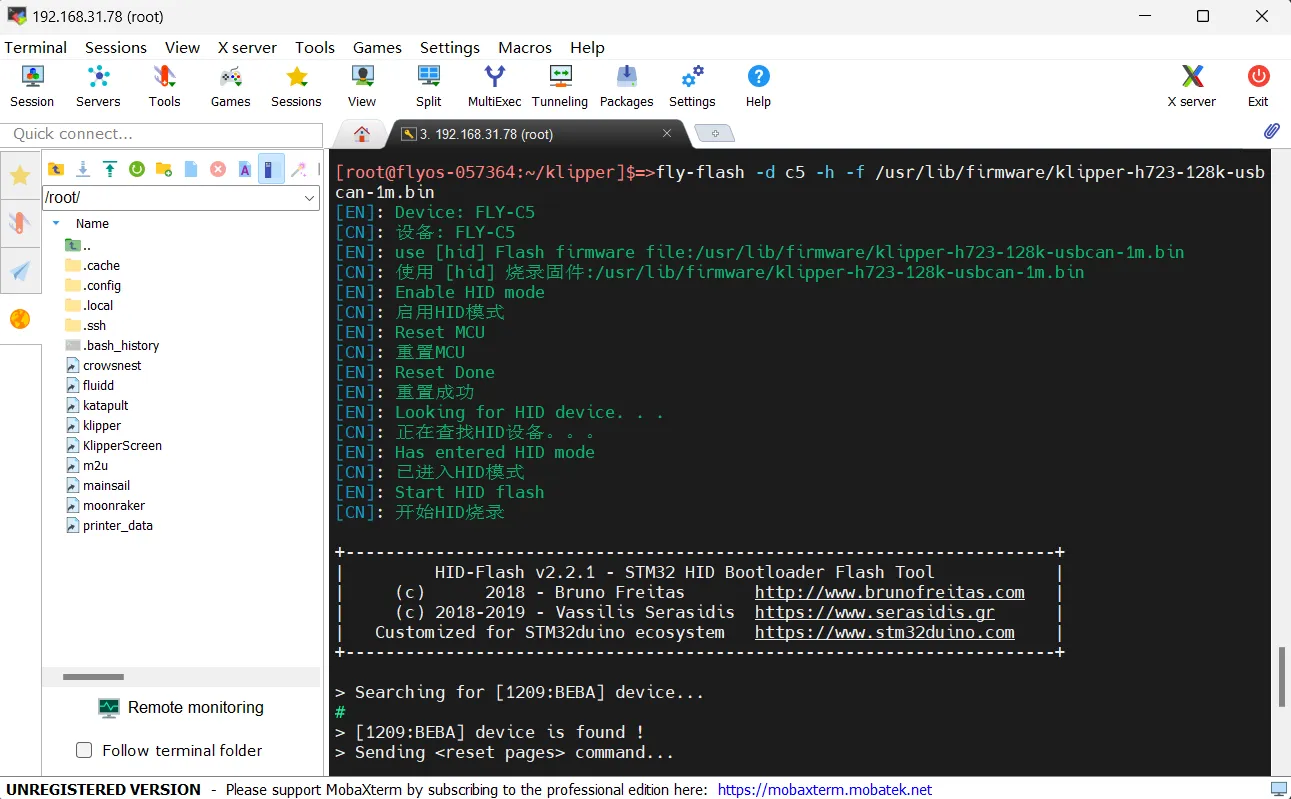 192.168.31.78 (root)
Terminal Sessions View X server Tools Games Settings Macros Help
Session Servers Tools Games Sessions View Split MultiExec Tunneling Packages Settings Help X server Exit
Quick connect...
3. 192.168.31.78 (root)
/root/
Name
..
.cache
.config
.local
.ssh
.bash_history
crowsnest
fluidd
katapult
klipper
KlipperScreen
m2u
mainsail
moonraker
printer_data
Remote monitoring
Follow terminal folder
[root@flyos-057364:~/klipper]$=>fly-flash -d c5 -h -f /usr/lib/firmware/klipper-h723-128k-usb
can-1m.bin
[EN]: Device: FLY-C5
[CN]: 设备: FLY-C5
[EN]: use [hid] Flash firmware file:/usr/lib/firmware/klipper-h723-128k-usbcan-1m.bin
[CN]: 使用 [hid] 烧录固件:/usr/lib/firmware/klipper-h723-128k-usbcan-1m.bin
[EN]: Enable HID mode
[CN]: 启用HID模式
[EN]: Reset MCU
[CN]: 重置MCU
[EN]: Reset Done
[EN]: 重置成功
[EN]: Looking for HID device. . .
[CN]: 正在查找HID设备。。。
[EN]: Has entered HID mode
[CN]: 已进入HID模式
[EN]: Start HID flash
[CN]: 开始HID烧录
+-----------------------------------------------------------------------+
| HID-Flash v2.2.1 - STM32 HID Bootloader Flash Tool |
| (c) 2018 - Bruno Freitas http://www.brunofreitas.com |
| (c) 2018-2019 - Vassilis Serasidis https://www.serasidis.gr |
| Customized for STM32duino ecosystem https://www.stm32duino.com |
+-----------------------------------------------------------------------+
> Searching for [1209:BEBA] device...
#
> [1209:BEBA] device is found !
> Sending <reset pages> command...
UNREGISTERED VERSION - Please support MobaXterm by subscribing to the professional edition here: https://mobaxterm.mobatek.net